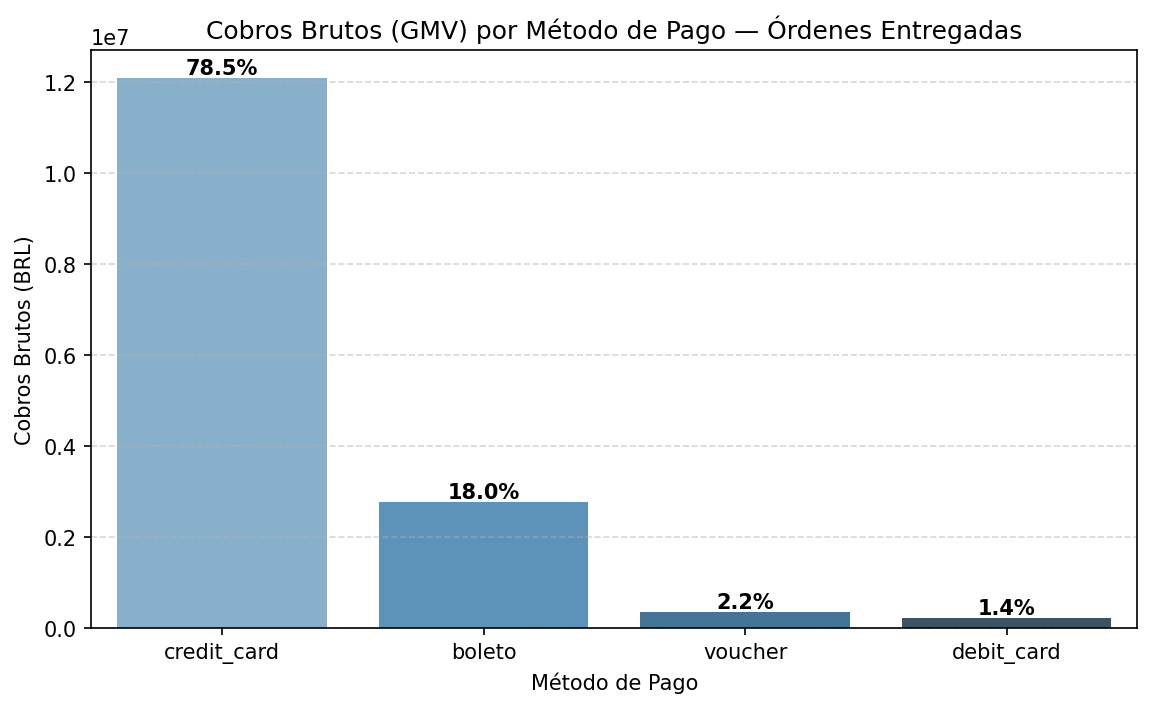 Cobros Brutos (GMV) por Método de Pago — Órdenes Entregadas
1e7
1.2
1.0
0.8
0.6
0.4
0.2
0.0
Cobros Brutos (BRL)
78.5%
18.0%
2.2%
1.4%
credit_card
boleto
voucher
debit_card
Método de Pago